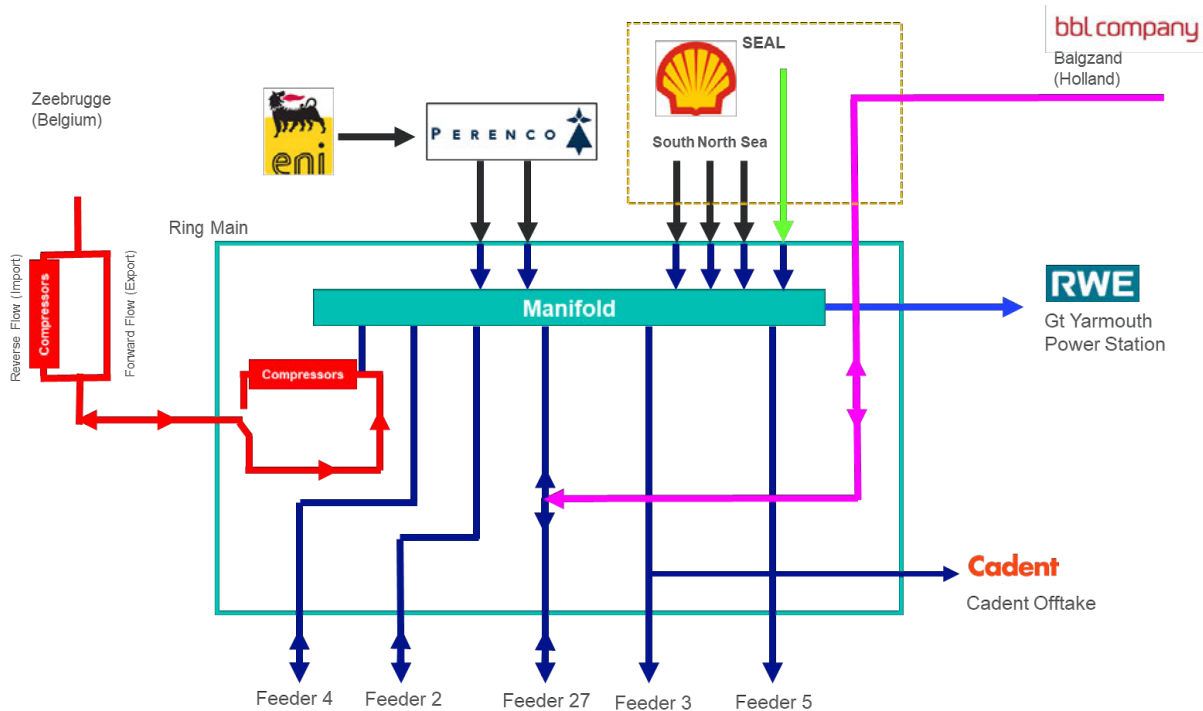 bbl company
Balgzand
(Holland)
SEAL
Zeebrugge
(Belgium)
eni
PERENCO
South North Sea
Ring Main
Reverse Flow (Import)
Compressors
Forward Flow (Export)
Manifold
RWE
Gt Yarmouth
Power Station
Compressors
Cadent
Cadent Offtake
Feeder 4
Feeder 2
Feeder 27
Feeder 3
Feeder 5